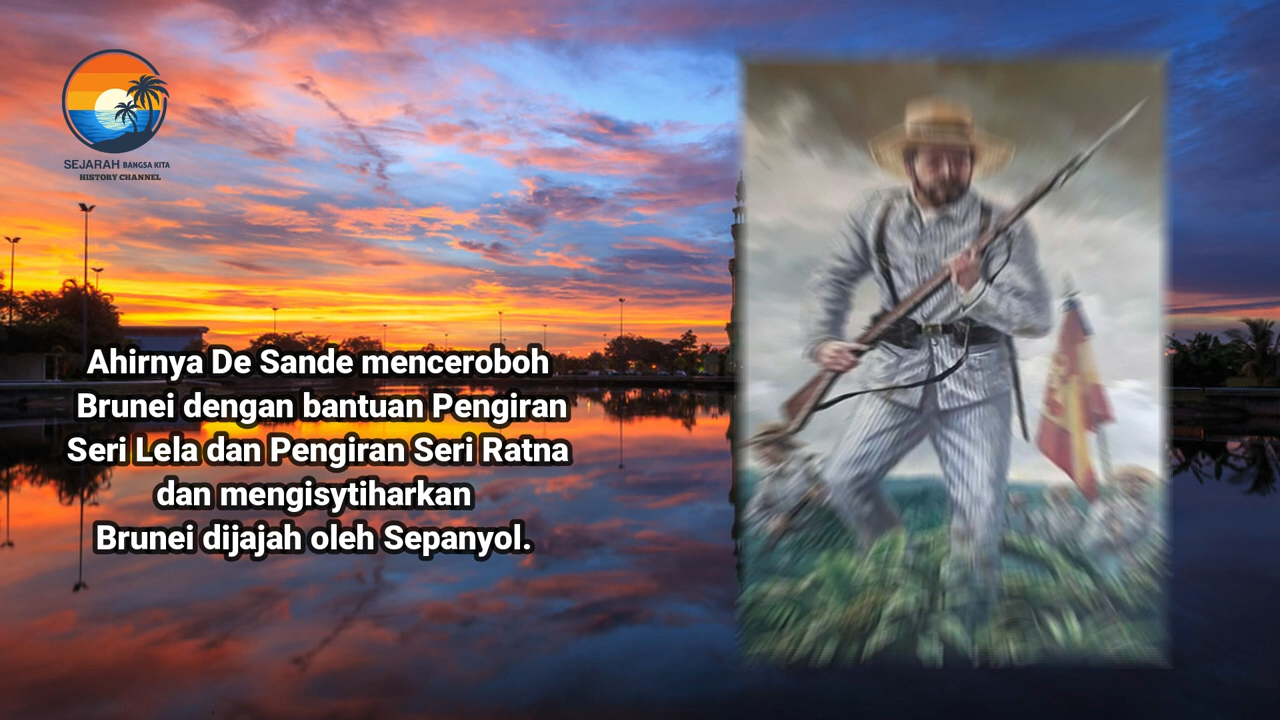 SEJARAH BANGSA KITA
HISTORY CHANNEL
Ahirnya De Sande menceroboh
Brunei dengan bantuan Pengiran
Seri Lela dan Pengiran Seri Ratna
dan mengisytiharkan
Brunei dijajah oleh Sepanyol.